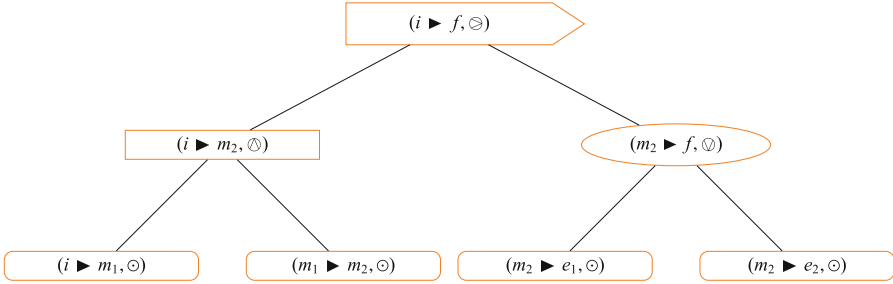 (i ► f, ⧁)
(i ► m₂, ⊘)
(m₂ ► f, ⊙)
(i ► m₁, ⊙)
(m₁ ► m₂, ⊙)
(m₂ ► e₁, ⊙)
(m₂ ► e₂, ⊙)